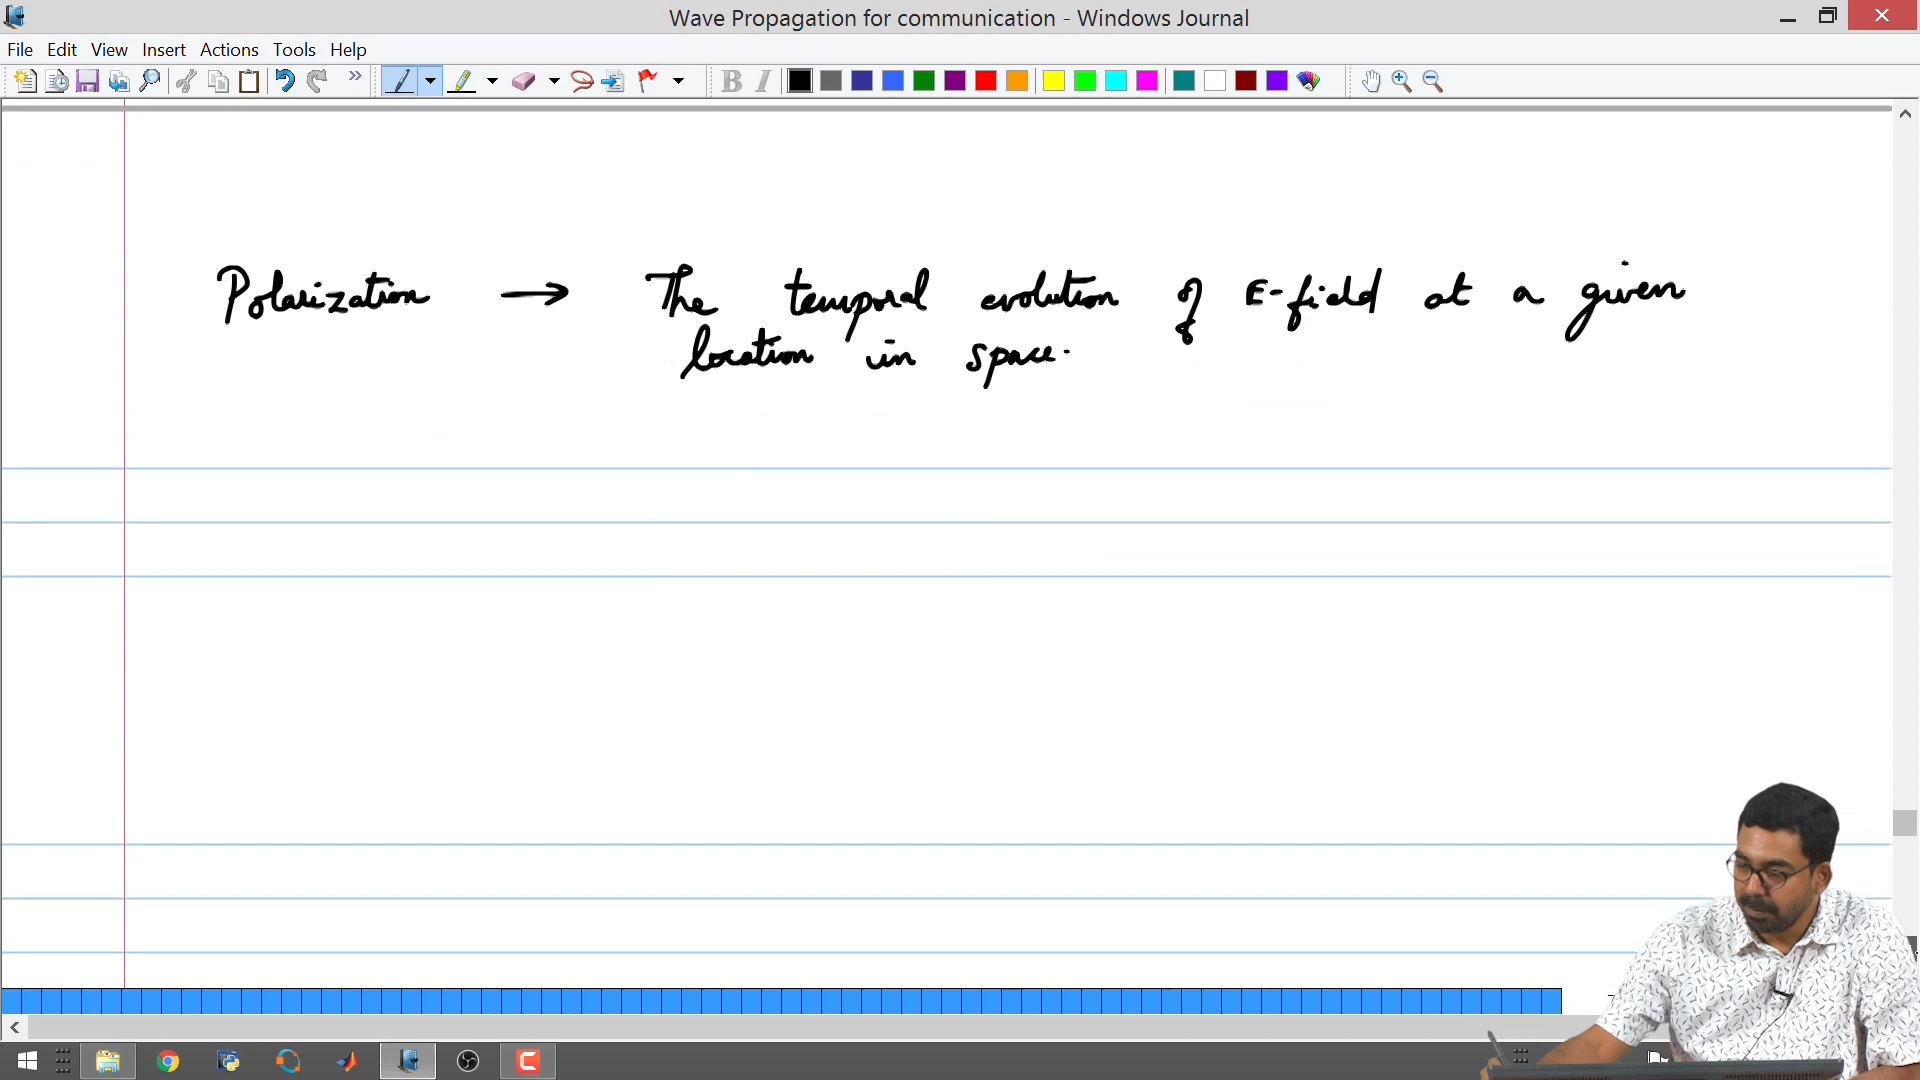 Wave Propagation for communication - Windows Journal
File Edit View Insert Actions Tools Help
B I
Polarization → The temporal evolution of E-field at a given
location in space.